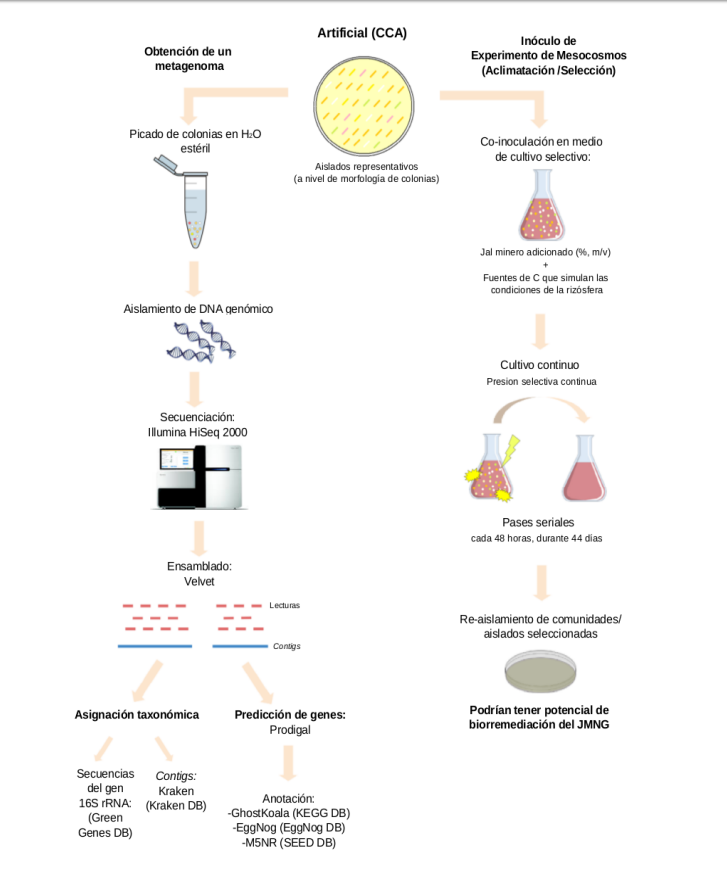 Artificial (CCA)
Obtención de un
metagenoma
Picado de colonias en H2O
estéril
Aislados representativos
(a nivel de morfología de colonias)
Aislamiento de DNA genómico
Secuenciación:
Illumina HiSeq 2000
Ensamblado:
Velvet
Lecturas
Contigs
Asignación taxonómica
Secuencias
del gen
16S rRNA:
(Green
Genes DB)
Contigs:
Kraken
(Kraken DB)
Predicción de genes:
Prodigal
Anotación:
-GhostKoala (KEGG DB)
-EggNog (EggNog DB)
-M5NR (SEED DB)
Inóculo de
Experimento de Mesocosmos
(Aclimatación /Selección)
Co-inoculación en medio
de cultivo selectivo:
Jal minero adicionado (%, m/v)
+
Fuentes de C que simulan las
condiciones de la rizósfera
Cultivo continuo
Presion selectiva continua
Pases seriales
cada 48 horas, durante 44 dias
Re-aislamiento de comunidades/
aislados seleccionadas
Podrían tener potencial de
biorremediación del JMNG